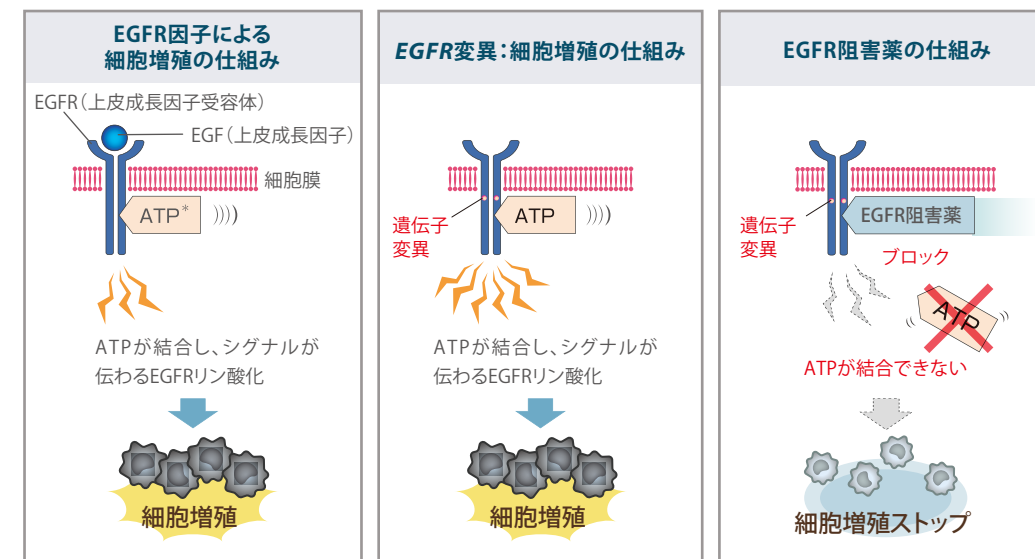 EGFR因子による
細胞増殖の仕組み
EGFR（上皮成長因子受容体）
EGF（上皮成長因子）
細胞膜
ATP*
ATPが結合し、シグナルが
伝わるEGFRリン酸化
細胞増殖
EGFR変異：細胞増殖の仕組み
遺伝子
変異
ATP
ATPが結合し、シグナルが
伝わるEGFRリン酸化
細胞増殖
EGFR阻害薬の仕組み
遺伝子
変異
EGFR阻害薬
ブロック
ATP
ATPが結合できない
細胞増殖ストップ